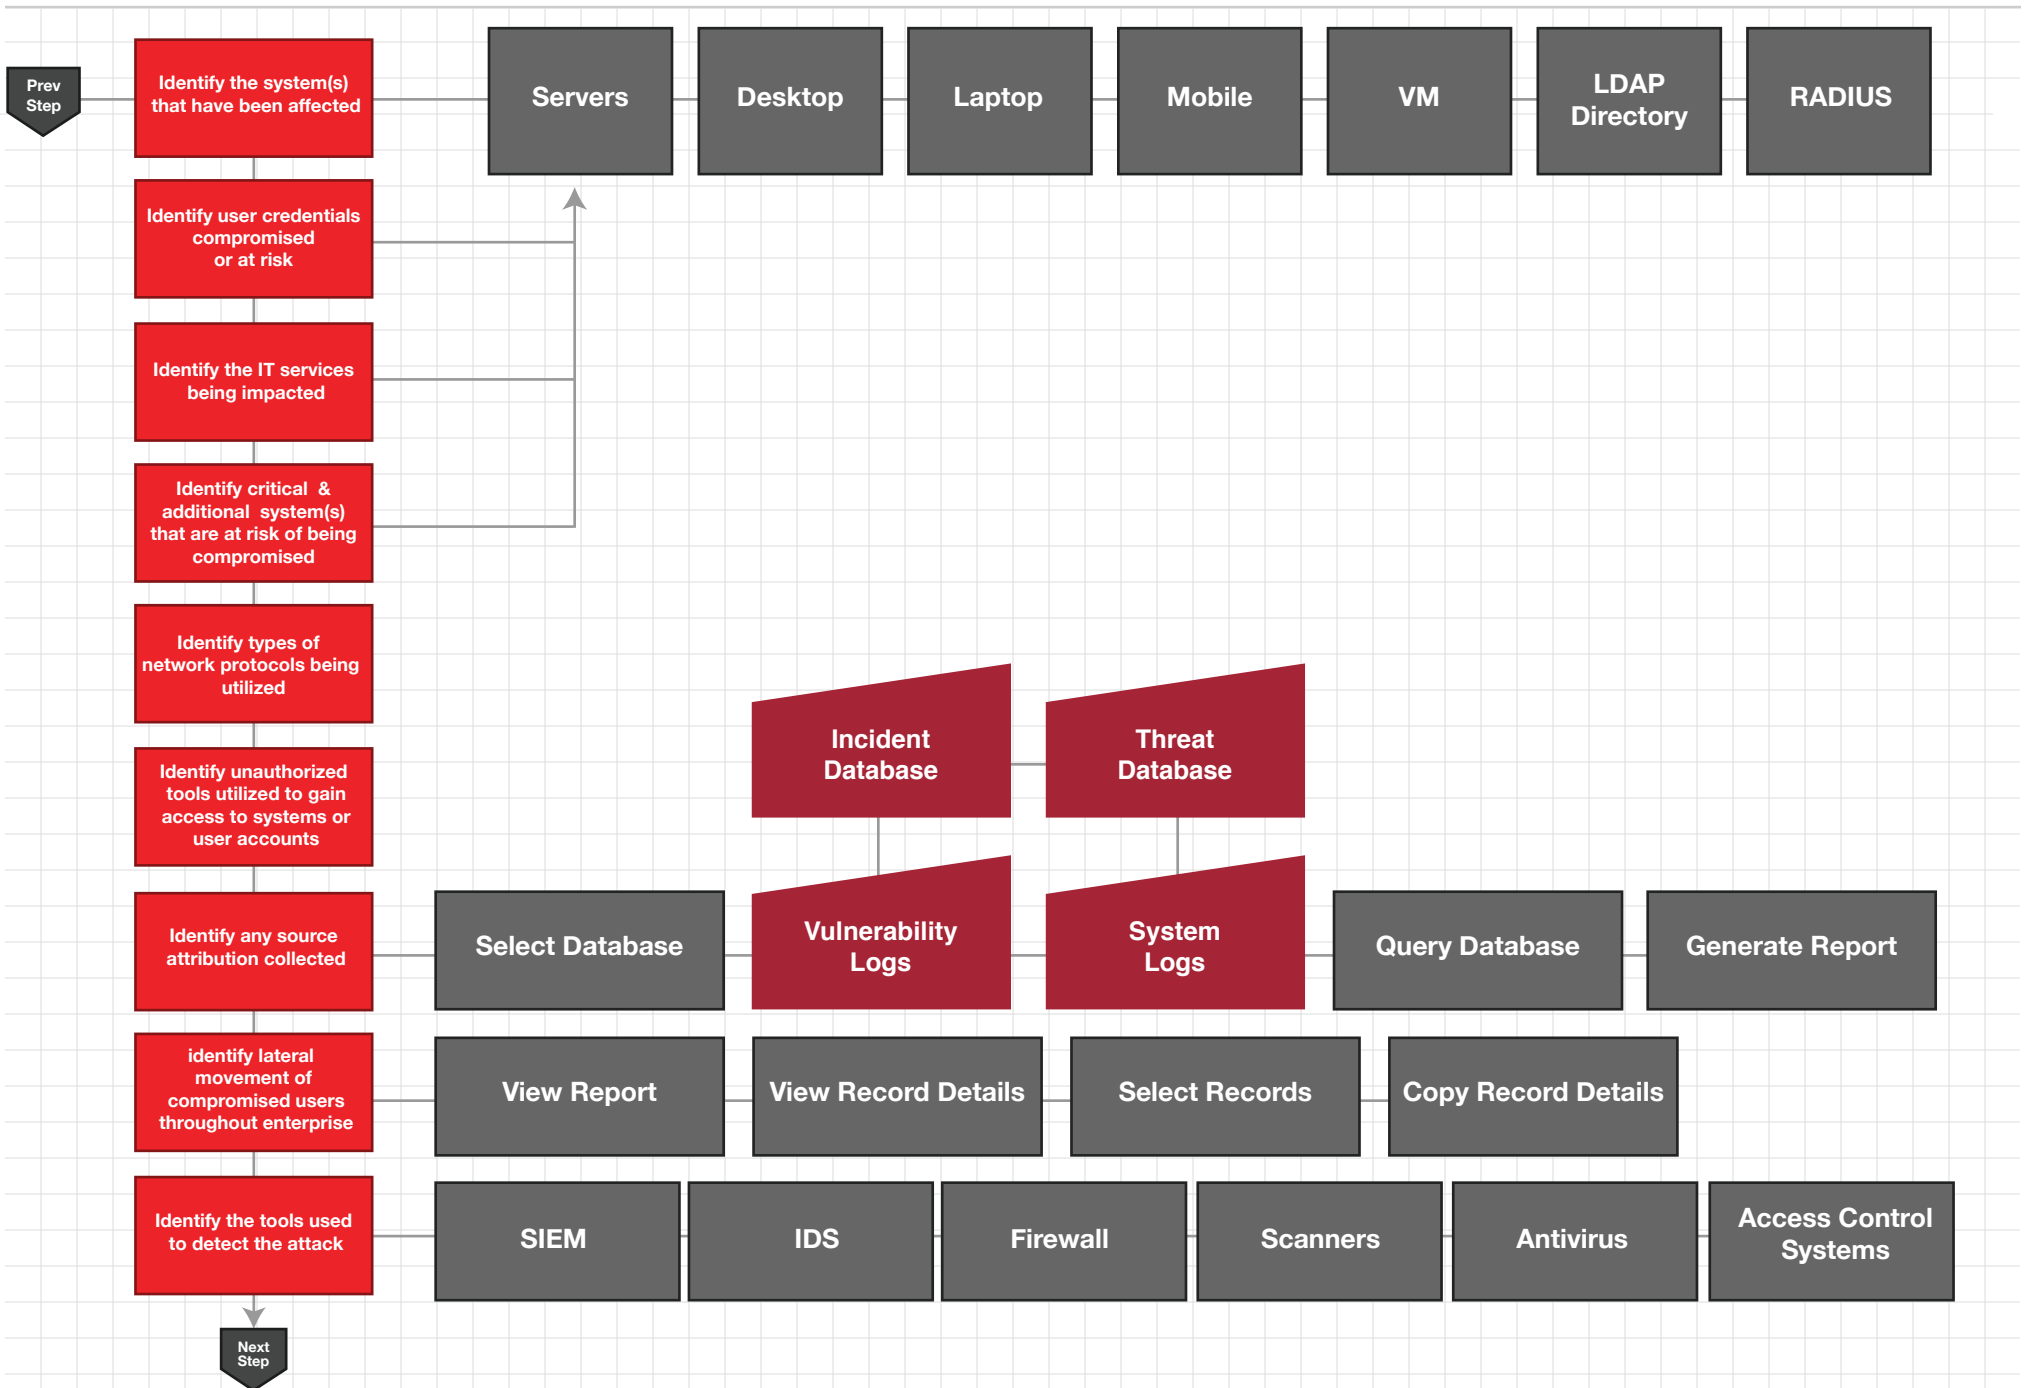 Prev
Step
Identify the system(s)
that have been affected
Servers
Desktop
Laptop
Mobile
VM
LDAP
Directory
RADIUS
Identify user credentials
compromised
or at risk
Identify the IT services
being impacted
Identify critical &
additional system(s)
that are at risk of being
compromised
Identify types of
network protocols being
utilized
Identify unauthorized
tools utilized to gain
access to systems or
user accounts
Incident
Database
Threat
Database
Identify any source
attribution collected
Select Database
Vulnerability
Logs
System
Logs
Query Database
Generate Report
identify lateral
movement of
compromised users
throughout enterprise
View Report
View Record Details
Select Records
Copy Record Details
Identify the tools used
to detect the attack
SIEM
IDS
Firewall
Scanners
Antivirus
Access Control
Systems
Next
Step